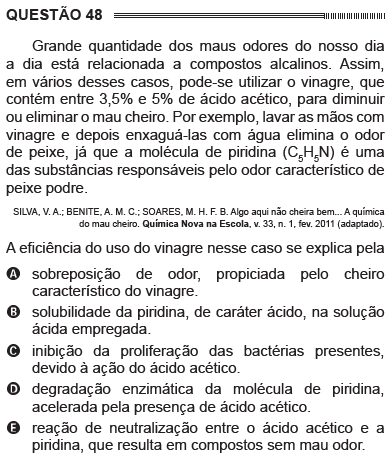 QUESTÃO 48
Grande quantidade dos maus odores do nosso dia
a dia está relacionada a compostos alcalinos. Assim,
em vários desses casos, pode-se utilizar o vinagre, que
contém entre 3,5% e 5% de ácido acético, para diminuir
ou eliminar o mau cheiro. Por exemplo, lavar as mãos com
vinagre e depois enxaguá-las com água elimina o odor
de peixe, já que a molécula de piridina (C₅H₅N) é uma
das substâncias responsáveis pelo odor característico de
peixe podre.
SILVA, V. A.; BENITE, A. M. C.; SOARES, M. H. F. B. Algo aqui não cheira bem... A química
do mau cheiro. Química Nova na Escola, v. 33, n. 1, fev. 2011 (adaptado).
A eficiência do uso do vinagre nesse caso se explica pela
A sobreposição de odor, propiciada pelo cheiro
característico do vinagre.
B solubilidade da piridina, de caráter ácido, na solução
ácida empregada.
C inibição da proliferação das bactérias presentes,
devido à ação do ácido acético.
D degradação enzimática da molécula de piridina,
acelerada pela presença de ácido acético.
E reação de neutralização entre o ácido acético e a
piridina, que resulta em compostos sem mau odor.